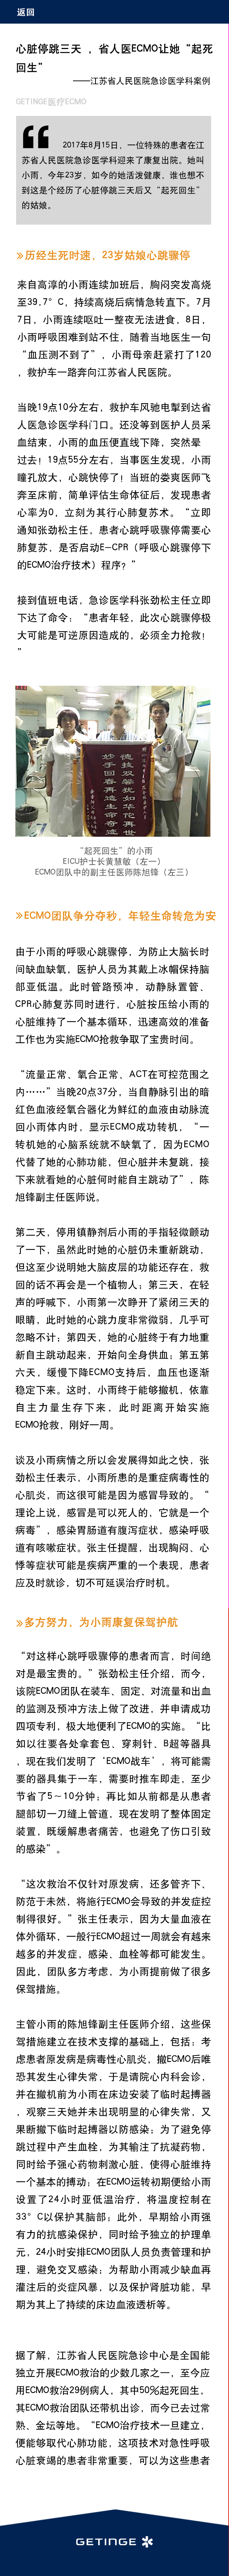 返回
心脏停跳三天，省人医ECMO让她“起死
回生”
——江苏省人民医院急诊医学科案例
GETINGE医疗ECMO
2017年8月15日，一位特殊的患者在江
苏省人民医院急诊医学科迎来了康复出院。她叫
小雨，今年23岁，如今的她活泼健康，谁也想不
到这是个经历了心脏停跳三天后又“起死回生”
的姑娘。
历经生死时速，23岁姑娘心跳骤停
来自高淳的小雨连续加班后，胸闷突发高烧
至39.7°C，持续高烧后病情急转直下。7月
7日，小雨连续呕吐一整夜无法进食，8日，
小雨呼吸困难到站不住，随着当地医生一句
“血压测不到了”，小雨母亲赶紧打了120
，救护车一路奔向江苏省人民医院。
当晚19点10分左右，救护车风驰电掣到达省
人医急诊医学科门口。还没等到医护人员采
血结束，小雨的血压便直线下降，突然晕
过去！19点55分左右，当事医生发现，小雨
瞳孔放大，心跳快停了！当班的娄爽医师飞
奔至床前，简单评估生命体征后，发现患者
心率为0，立刻为其行心肺复苏术。“立即
通知张劲松主任，患者心跳呼吸骤停需要心
肺复苏，是否启动E-CPR（呼吸心跳骤停下
的ECMO治疗技术）程序？”
接到值班电话，急诊医学科张劲松主任立即
下达了命令：“患者年轻，此次心跳骤停极
大可能是可逆原因造成的，必须全力抢救！
”
“起死回生”的小雨
EICU护士长黄慧敏（左一）
ECMO团队中的副主任医师陈旭锋（左三）
ECMO团队争分夺秒，年轻生命转危为安
由于小雨的呼吸心跳骤停，为防止大脑长时
间缺血缺氧，医护人员为其戴上冰帽保持脑
部亚低温。此时管路预冲，动静脉置管、
CPR心肺复苏同时进行，心脏按压给小雨的
心脏维持了一个基本循环，迅速高效的准备
工作也为实施ECMO抢救争取了宝贵时间。
“流量正常、氧合正常，ACT在可控范围之
内……”当晚20点37分，当自静脉引出的暗
红色血液经氧合器化为鲜红的血液由动脉流
回小雨体内时，显示ECMO成功转机，“一
转机她的心脑系统就不缺氧了，因为ECMO
代替了她的心肺功能，但心脏并未复跳，接
下来就看她的心脏何时能自主跳动了”，陈
旭锋副主任医师说。
第二天，停用镇静剂后小雨的手指轻微颤动
了一下，虽然此时她的心脏仍未重新跳动，
但这至少说明她大脑皮层的功能还存在，救
回的话不再会是一个植物人；第三天，在轻
声的呼喊下，小雨第一次睁开了紧闭三天的
眼睛，此时她的心跳力度非常微弱，几乎可
忽略不计；第四天，她的心脏终于有力地重
新自主跳动起来，开始向全身供血；第五第
六天，缓慢下降ECMO支持后，血压也逐渐
稳定下来。这时，小雨终于能够撤机，依靠
自主力量生存下来，此时距离开始实施
ECMO抢救，刚好一周。
谈及小雨病情之所以会发展得如此之快，张
劲松主任表示，小雨所患的是重症病毒性的
心肌炎，而这很可能是因为感冒导致的。“
理论上说，感冒是可以死人的，它就是一个
病毒”，感染胃肠道有腹泻症状，感染呼吸
道有咳嗽症状。张主任提醒，出现胸闷、心
悸等症状可能是疾病严重的一个表现，患者
应及时就诊，切不可延误治疗时机。
多方努力，为小雨康复保驾护航
“对这样心跳呼吸骤停的患者而言，时间绝
对是最宝贵的。”张劲松主任介绍，而今，
该院ECMO团队在装车、固定、对流量和出血
的监测及预冲方法上做了改进，并申请成功
四项专利，极大地便利了ECMO的实施。“比
如以往要各处拿套包、穿刺针、B超等器具
，现在我们发明了‘ECMO战车’，将可能需
要的器具集于一车，需要时推车即走，至少
节省了5～10分钟；再比如从前都是从患者
腿部切一刀缝上管道，现在发明了整体固定
装置，既缓解患者痛苦，也避免了伤口引致
的感染”。
“这次救治不仅针对原发病，还多管齐下、
防范于未然，将施行ECMO会导致的并发症控
制得很好。”张主任表示，因为大量血液在
体外循环，一般行ECMO超过一周就会有越来
越多的并发症，感染、血栓等都可能发生。
因此，团队多方考虑，为小雨提前做了很多
保驾措施。
主管小雨的陈旭锋副主任医师介绍，这些保
驾措施建立在技术支撑的基础上，包括：考
虑患者原发病是病毒性心肌炎，撤ECMO后唯
恐其发生心律失常，于是请院心内科会诊，
并在撤机前为小雨在床边安装了临时起搏器
，观察三天她并未出现明显的心律失常，又
果断撤下临时起搏器以防感染；为了避免停
跳过程中产生血栓，为其输注了抗凝药物，
同时给予强心药物刺激心脏，使得心脏维持
一个基本的搏动；在ECMO运转初期便给小雨
设置了24小时亚低温治疗，将温度控制在
33°C以保护其脑部；此外，早期给小雨强
有力的抗感染保护，同时给予独立的护理单
元，24小时安排ECMO团队人员负责管理和护
理，避免交叉感染；为帮助小雨减少缺血再
灌注后的炎症风暴，以及保护肾脏功能，早
期为其上了持续的床边血液透析等。
据了解，江苏省人民医院急诊中心是全国能
独立开展ECMO救治的少数几家之一，至今应
用ECMO救治29例病人，其中50%起死回生，
其ECMO救治团队还带机出诊，而今已去过常
熟、金坛等地。“ECMO治疗技术一旦建立，
便能够取代心肺功能，这项技术对急性呼吸
心脏衰竭的患者非常重要，可以为这些患者
GETINGE